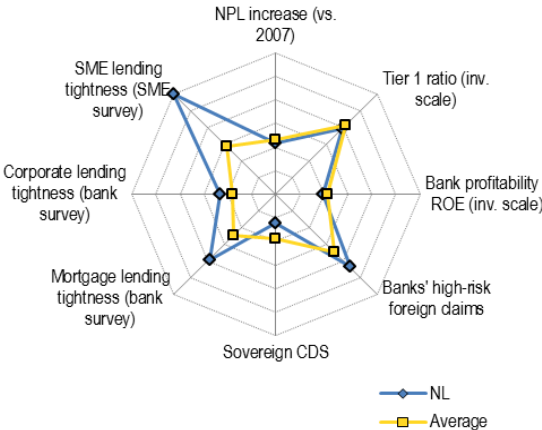 NPL increase (vs.
2007)
Tier 1 ratio (inv.
scale)
Bank profitability
ROE (inv. scale)
Banks' high-risk
foreign claims
Sovereign CDS
Mortgage lending
tightness (bank
survey)
Corporate lending
tightness (bank
survey)
SME lending
tightness (SME
survey)
NL
Average